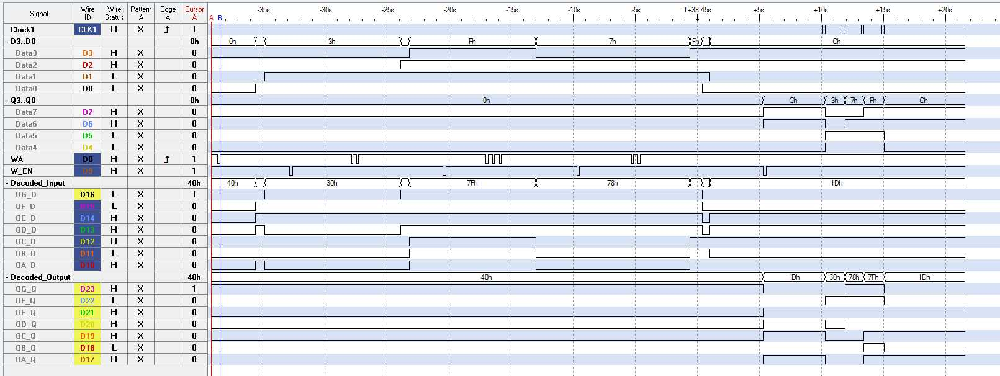 Signal Wire ID Wire Status Pattern A Edge A Cursor A -35s -30s -25s -20s -15s -10s -5s T+38.45s +5s +10s +15s +20s
A B
Clock1 CLK1 H X 1
- D3..D0 0h 0h 3h Fh 7h Fh Ch
Data3 D3 H X 0
Data2 D2 H X 0
Data1 D1 L X 0
Data0 D0 L X 0
- Q3..Q0 0h 0h Ch 3h 7h Fh Ch
Data7 D7 H X 0
Data6 D6 H X 0
Data5 D5 L X 0
Data4 D4 L X 0
WA D8 H X 1
W_EN D9 H X 1
- Decoded_Input 40h 40h 30h 7Fh 78h 1Dh
OG_D D16 L X 1
OF_D D15 L X 0
OE_D D14 H X 0
OD_D D13 H X 0
OC_D D12 H X 0
OB_D D11 L X 0
OA_D D10 H X 0
- Decoded_Output 40h 40h 1Dh 30h 78h 7Fh 1Dh
OG_Q D23 H X 1
OF_Q D22 L X 0
OE_Q D21 H X 0
OD_Q D20 H X 0
OC_Q D19 H X 0
OB_Q D18 L X 0
OA_Q D17 H X 0